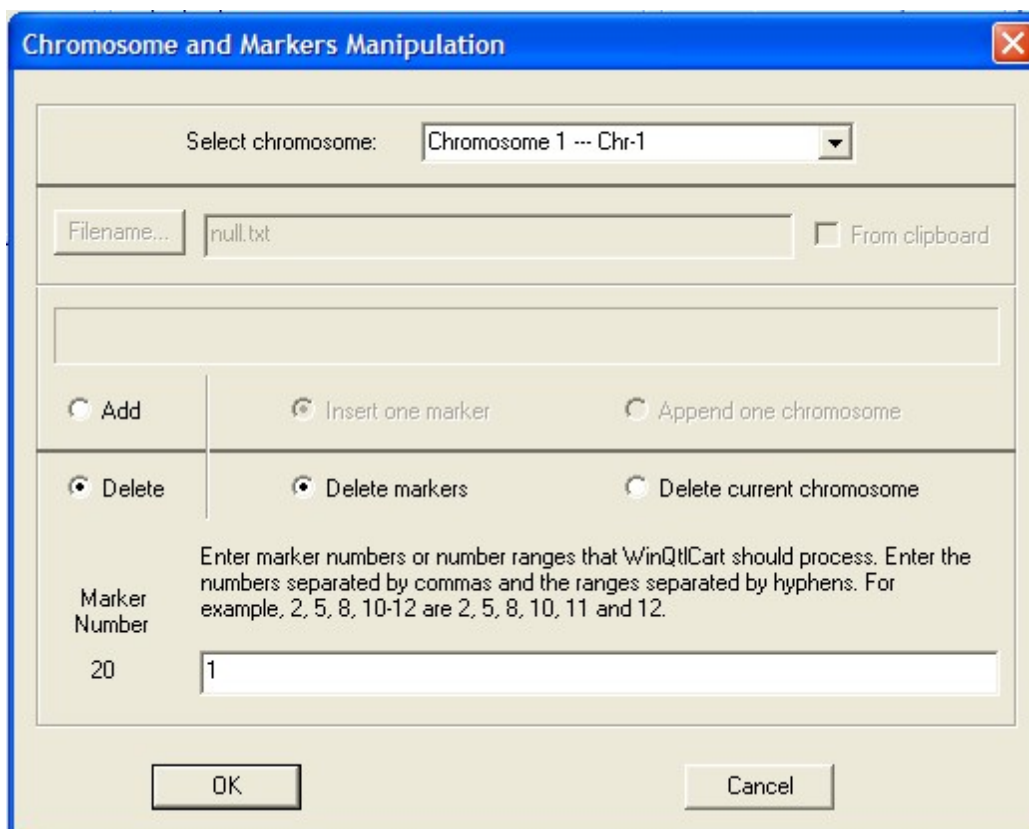 Chromosome and Markers Manipulation
Select chromosome: Chromosome 1 --- Chr-1
Filename... null.txt From clipboard
Add Insert one marker Append one chromosome
Delete Delete markers Delete current chromosome
Enter marker numbers or number ranges that WinQtlCart should process. Enter the
numbers separated by commas and the ranges separated by hyphens. For
example, 2, 5, 8, 10-12 are 2, 5, 8, 10, 11 and 12.
Marker
Number
20 1
OK Cancel